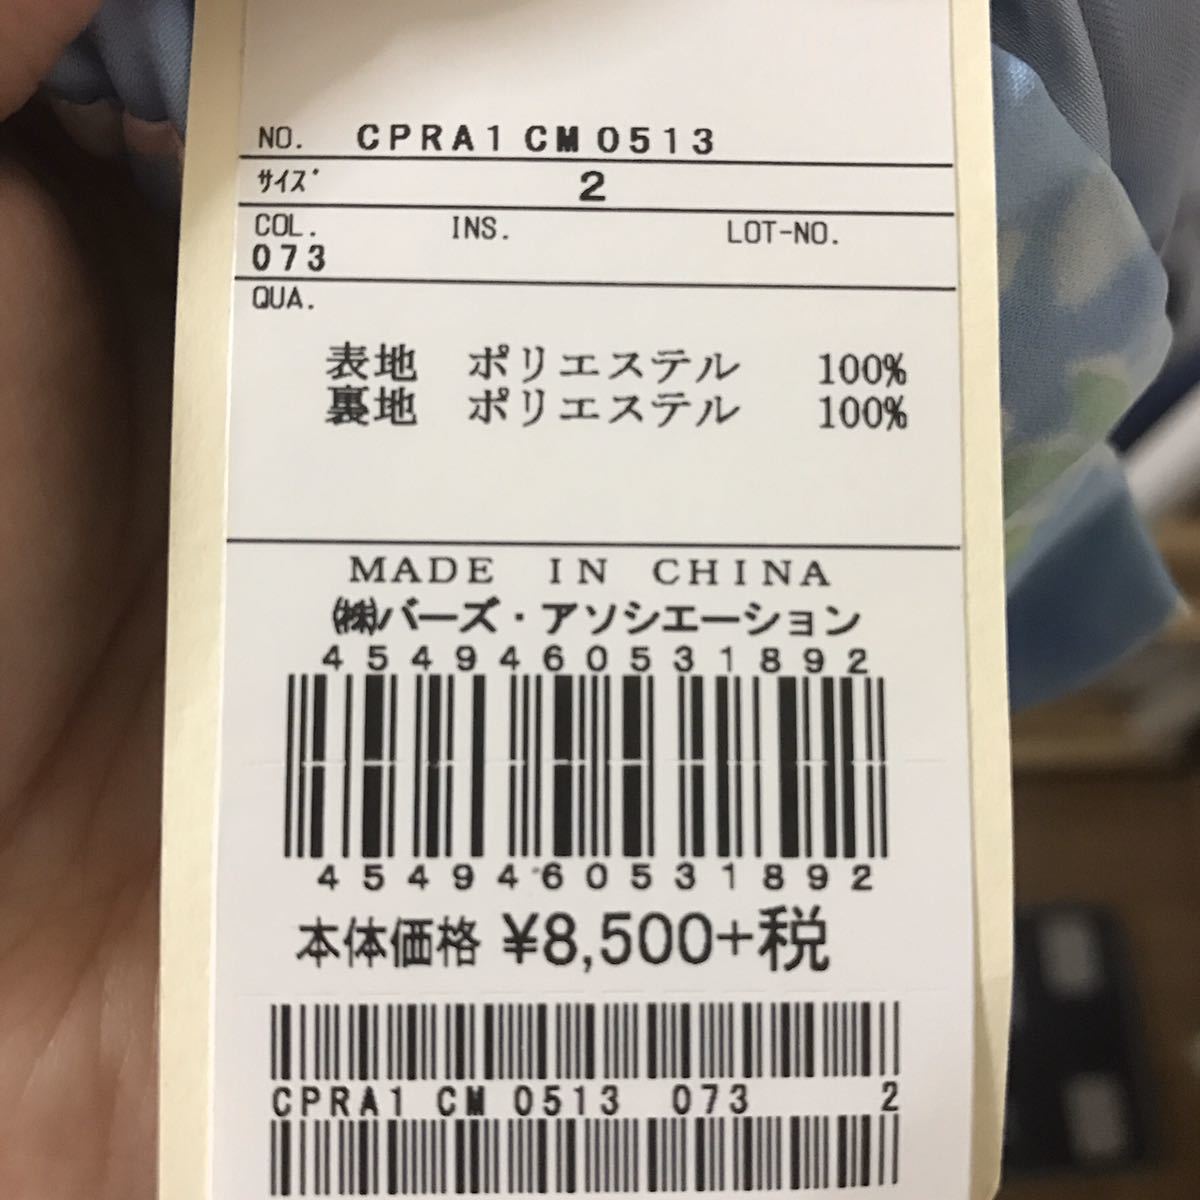 NO. CPRA1 CM 0513
ｻｲｽﾞ 2
COL. INS. LOT-NO.
073
QUA.
表地 ポリエステル 100%
裏地 ポリエステル 100%
MADE IN CHINA
㈱バーズ・アソシエーション
4549460531892
4549460531892
本体価格 ¥8,500+税
CPRA1 CM 0513 073 2